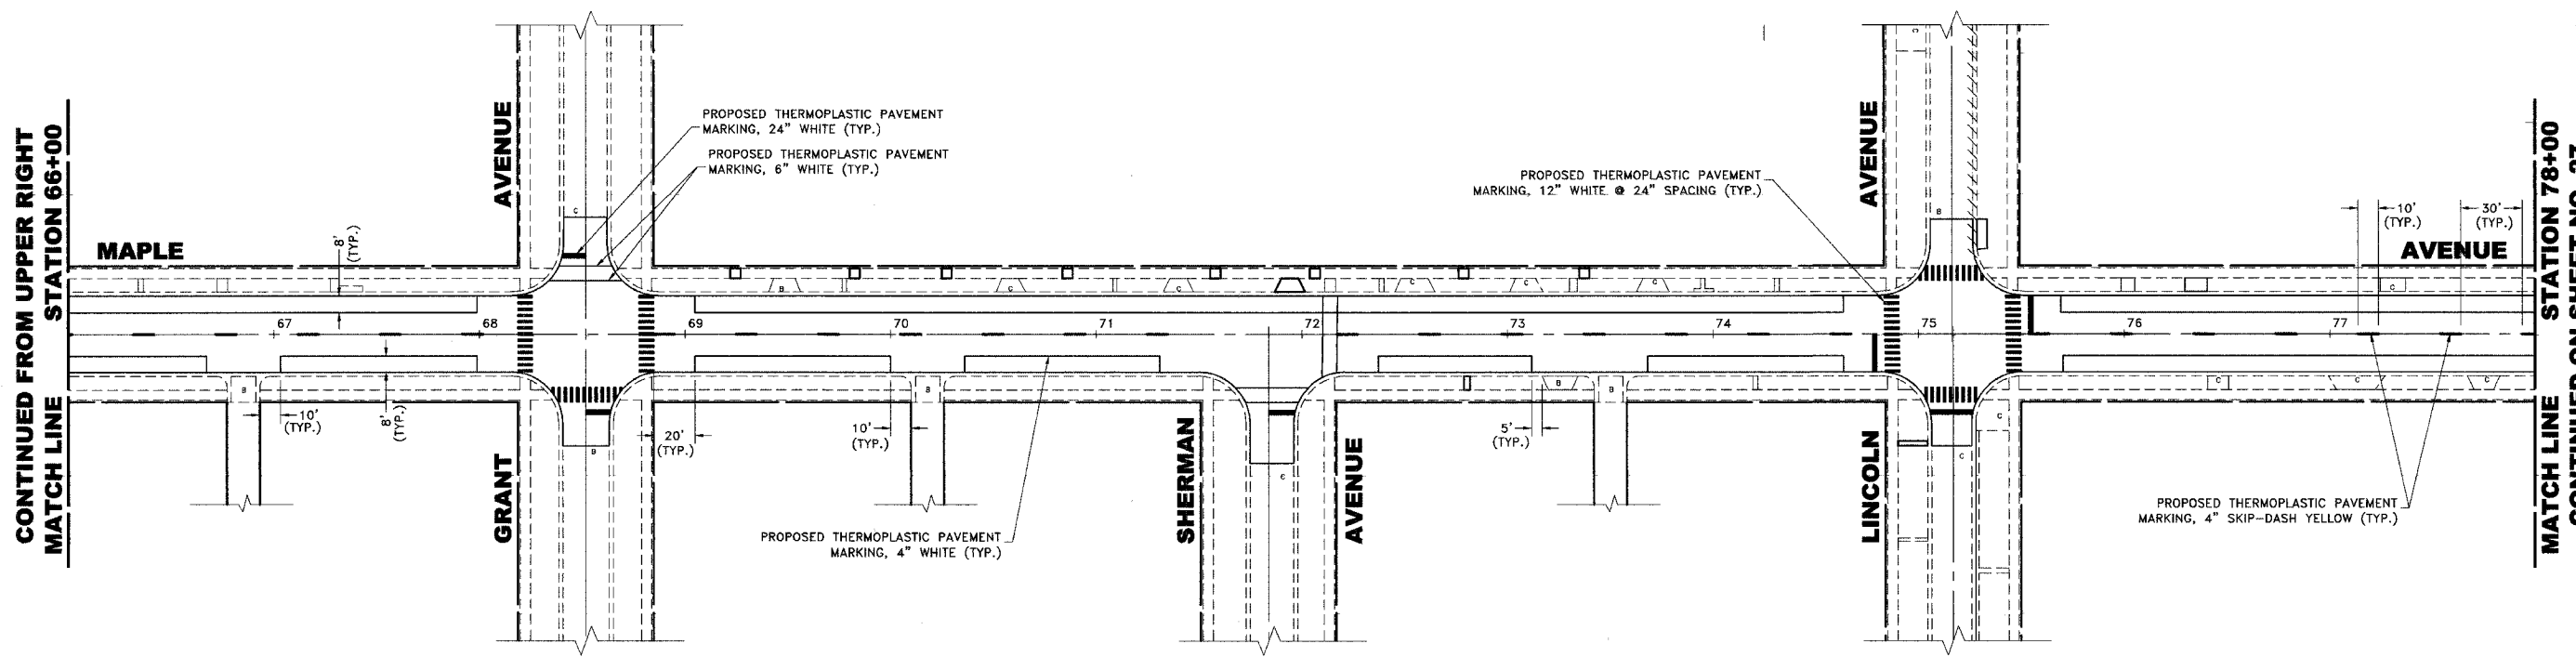 CONTINUED FROM UPPER RIGHT
MATCH LINE STATION 66+00
MAPLE
8'
(TYP.)
AVENUE
C
PROPOSED THERMOPLASTIC PAVEMENT
MARKING, 24" WHITE (TYP.)
PROPOSED THERMOPLASTIC PAVEMENT
MARKING, 6" WHITE (TYP.)
PROPOSED THERMOPLASTIC PAVEMENT
MARKING, 12" WHITE @ 24" SPACING (TYP.)
AVENUE
C
B
10'
(TYP.)
30'
(TYP.)
AVENUE
B
C
C
C
C
C
C
67
68
69
70
71
72
73
74
75
76
77
B
B
B
B
C
C
C
10'
(TYP.)
8'
(TYP.)
GRANT
B
20'
(TYP.)
10'
(TYP.)
PROPOSED THERMOPLASTIC PAVEMENT
MARKING, 4" WHITE (TYP.)
SHERMAN
C
AVENUE
5'
(TYP.)
LINCOLN
C
C
PROPOSED THERMOPLASTIC PAVEMENT
MARKING, 4" SKIP-DASH YELLOW (TYP.)
MATCH LINE STATION 78+00
CONTINUED ON SHEET NO.